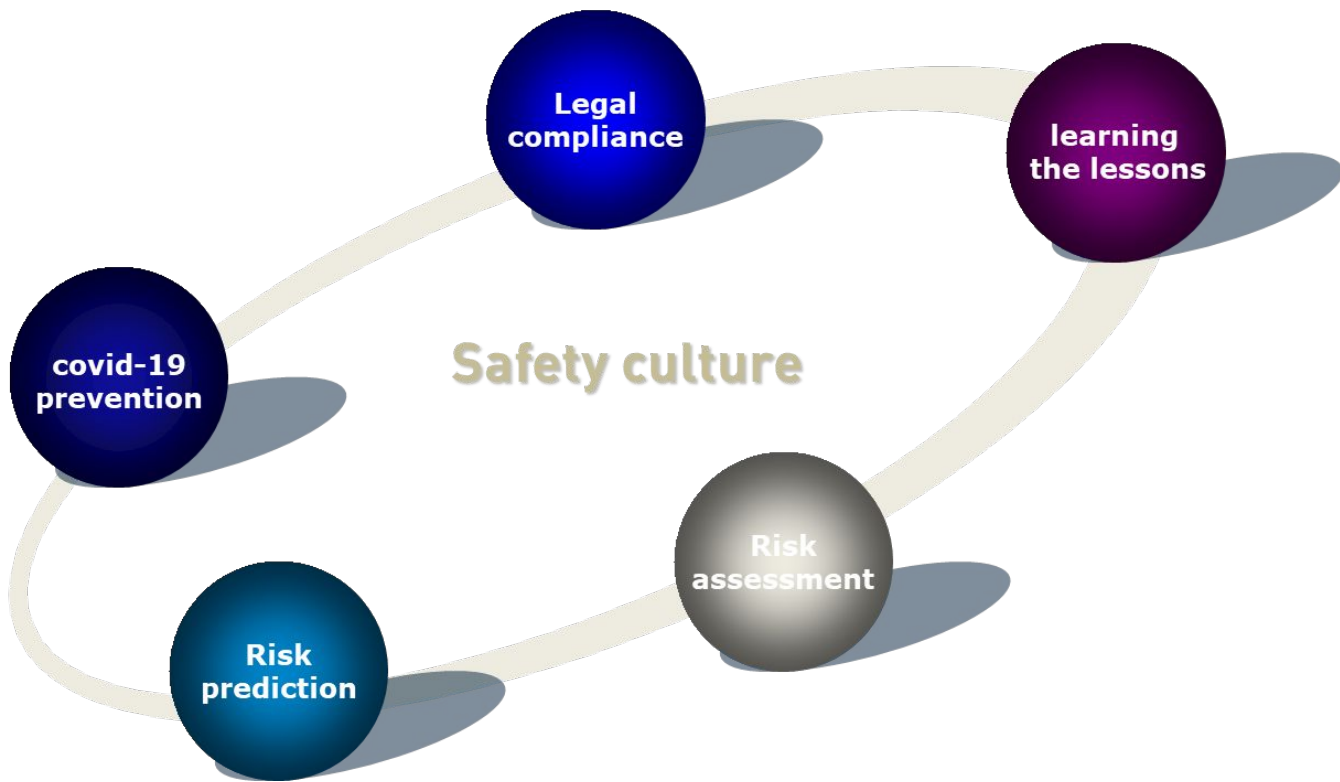 Legal
compliance
learning
the lessons
covid-19
prevention
Safety culture
Risk
assessment
Risk
prediction